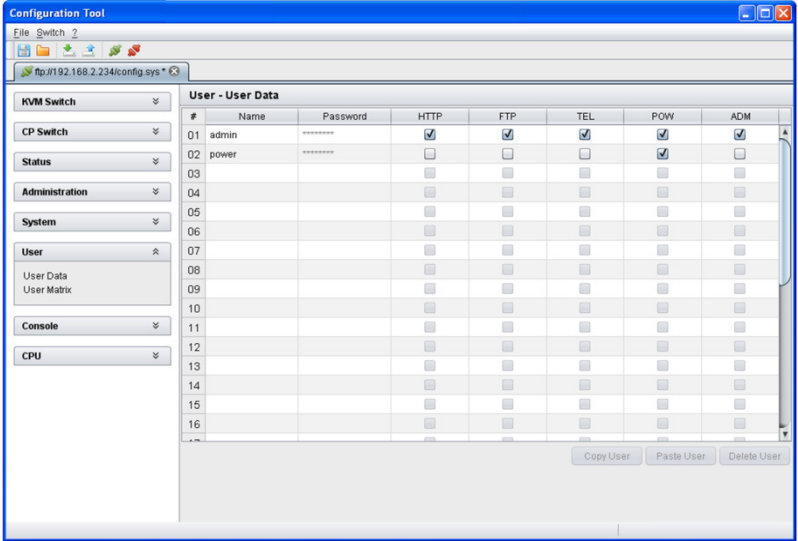 Configuration Tool
File Switch ?
ftp://192.168.2.234/config.sys *
KVM Switch
CP Switch
Status
Administration
System
User
User Data
User Matrix
Console
CPU
User - User Data
# Name Password HTTP FTP TEL POW ADM
01 admin ********
02 power ********
03
04
05
06
07
08
09
10
11
12
13
14
15
16
Copy User Paste User Delete User